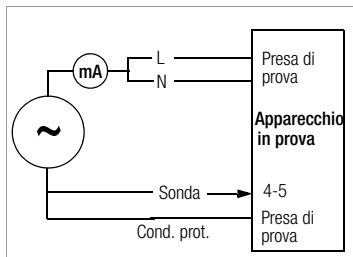 L
Presa di
prova
mA
N
Apparecchio
in prova
~
Sonda
4-5
Presa di
prova
Cond. prot.